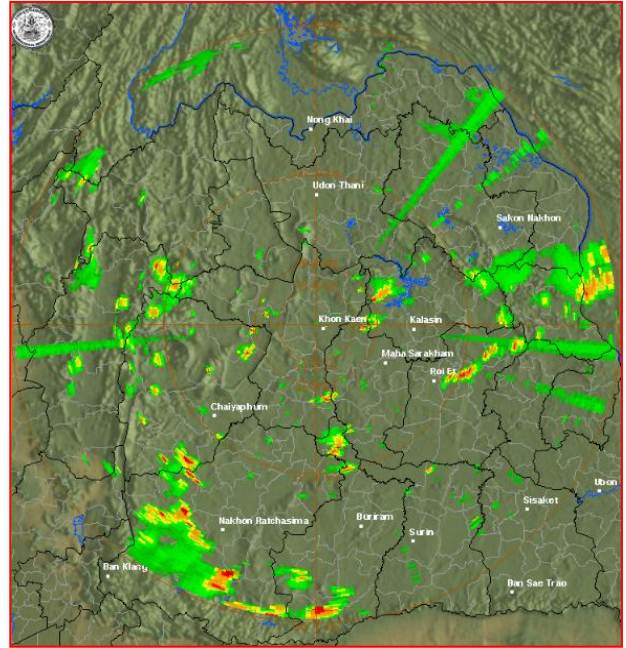 Nong Khai
Udon Thani
Sakon Nakhon
Khon Kaen
Kalasin
Maha Sarakham
Roi Et
Chaiyaphum
Ubon
Sisaket
Buriram
Nakhon Ratchasima
Surin
Ban Klang
Ban Sae Trao